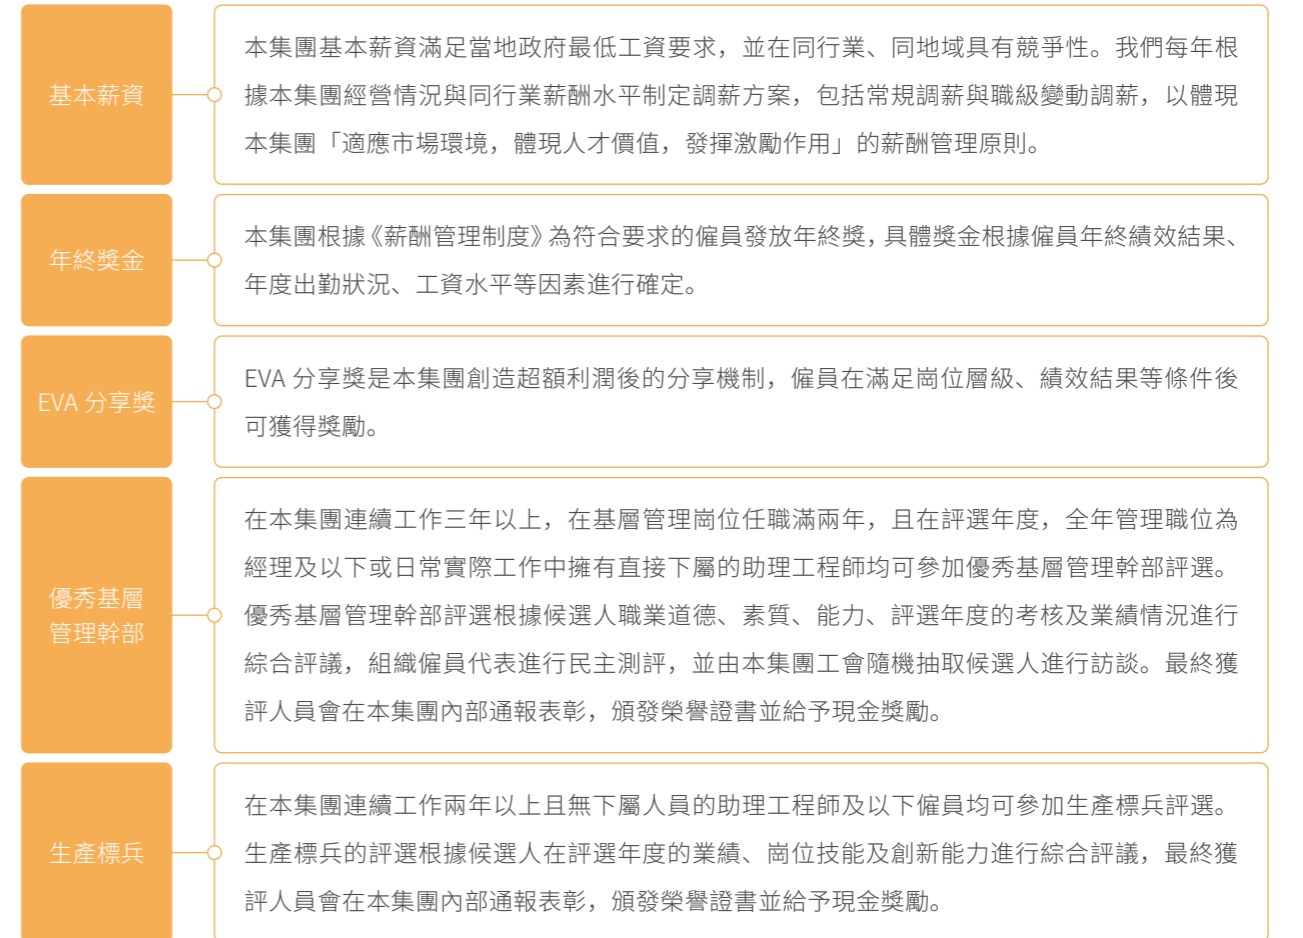 基本薪資
本集團基本薪資滿足當地政府最低工資要求，並在同行業、同地域具有競爭性。我們每年根
據本集團經營情況與同行業薪酬水平制定調薪方案，包括常規調薪與職級變動調薪，以體現
本集團「適應市場環境，體現人才價值，發揮激勵作用」的薪酬管理原則。
年終獎金
本集團根據《薪酬管理制度》為符合要求的僱員發放年終獎，具體獎金根據僱員年終績效結果、
年度出勤狀況、工資水平等因素進行確定。
EVA 分享獎
EVA 分享獎是本集團創造超額利潤後的分享機制，僱員在滿足崗位層級、績效結果等條件後
可獲得獎勵。
優秀基層
管理幹部
在本集團連續工作三年以上，在基層管理崗位任職滿兩年，且在評選年度，全年管理職位為
經理及以下或日常實際工作中擁有直接下屬的助理工程師均可參加優秀基層管理幹部評選。
優秀基層管理幹部評選根據候選人職業道德、素質、能力、評選年度的考核及業績情況進行
綜合評議，組織僱員代表進行民主測評，並由本集團工會隨機抽取候選人進行訪談。最終獲
評人員會在本集團內部通報表彰，頒發榮譽證書並給予現金獎勵。
生產標兵
在本集團連續工作兩年以上且無下屬人員的助理工程師及以下僱員均可參加生產標兵評選。
生產標兵的評選根據候選人在評選年度的業績、崗位技能及創新能力進行綜合評議，最終獲
評人員會在本集團內部通報表彰，頒發榮譽證書並給予現金獎勵。